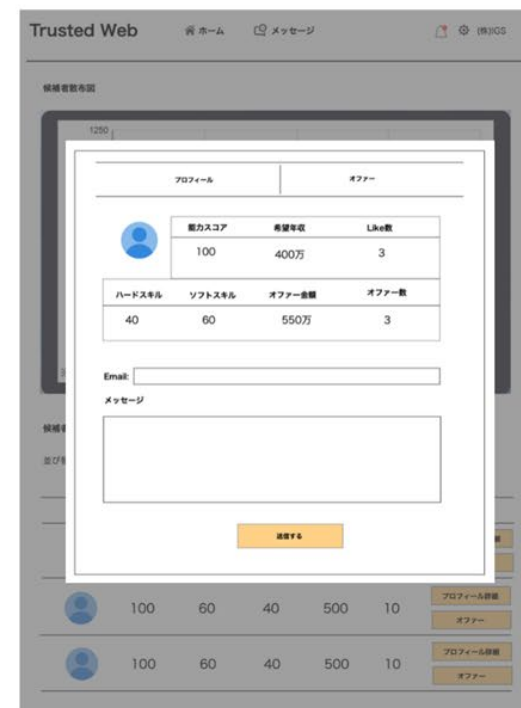 Trusted Web ホーム メッセージ (株)IGS
候補者散布図
1250
プロフィール オファー
能力スコア 希望年収 Like数
100 400万 3
ハードスキル ソフトスキル オファー金額 オファー数
40 60 550万 3
Email:
メッセージ
候補
並び
送信する
プロフィール詳細
100 60 40 500 10
オファー
プロフィール詳細
100 60 40 500 10
オファー